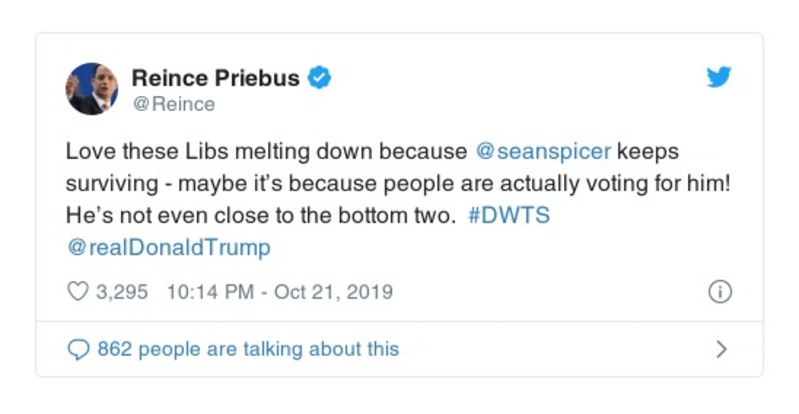 Reince Priebus
@Reince
Love these Libs melting down because @seanspicer keeps
surviving - maybe it’s because people are actually voting for him!
He’s not even close to the bottom two.  #DWTS
@realDonaldTrump
3,295 10:14 PM - Oct 21, 2019
862 people are talking about this